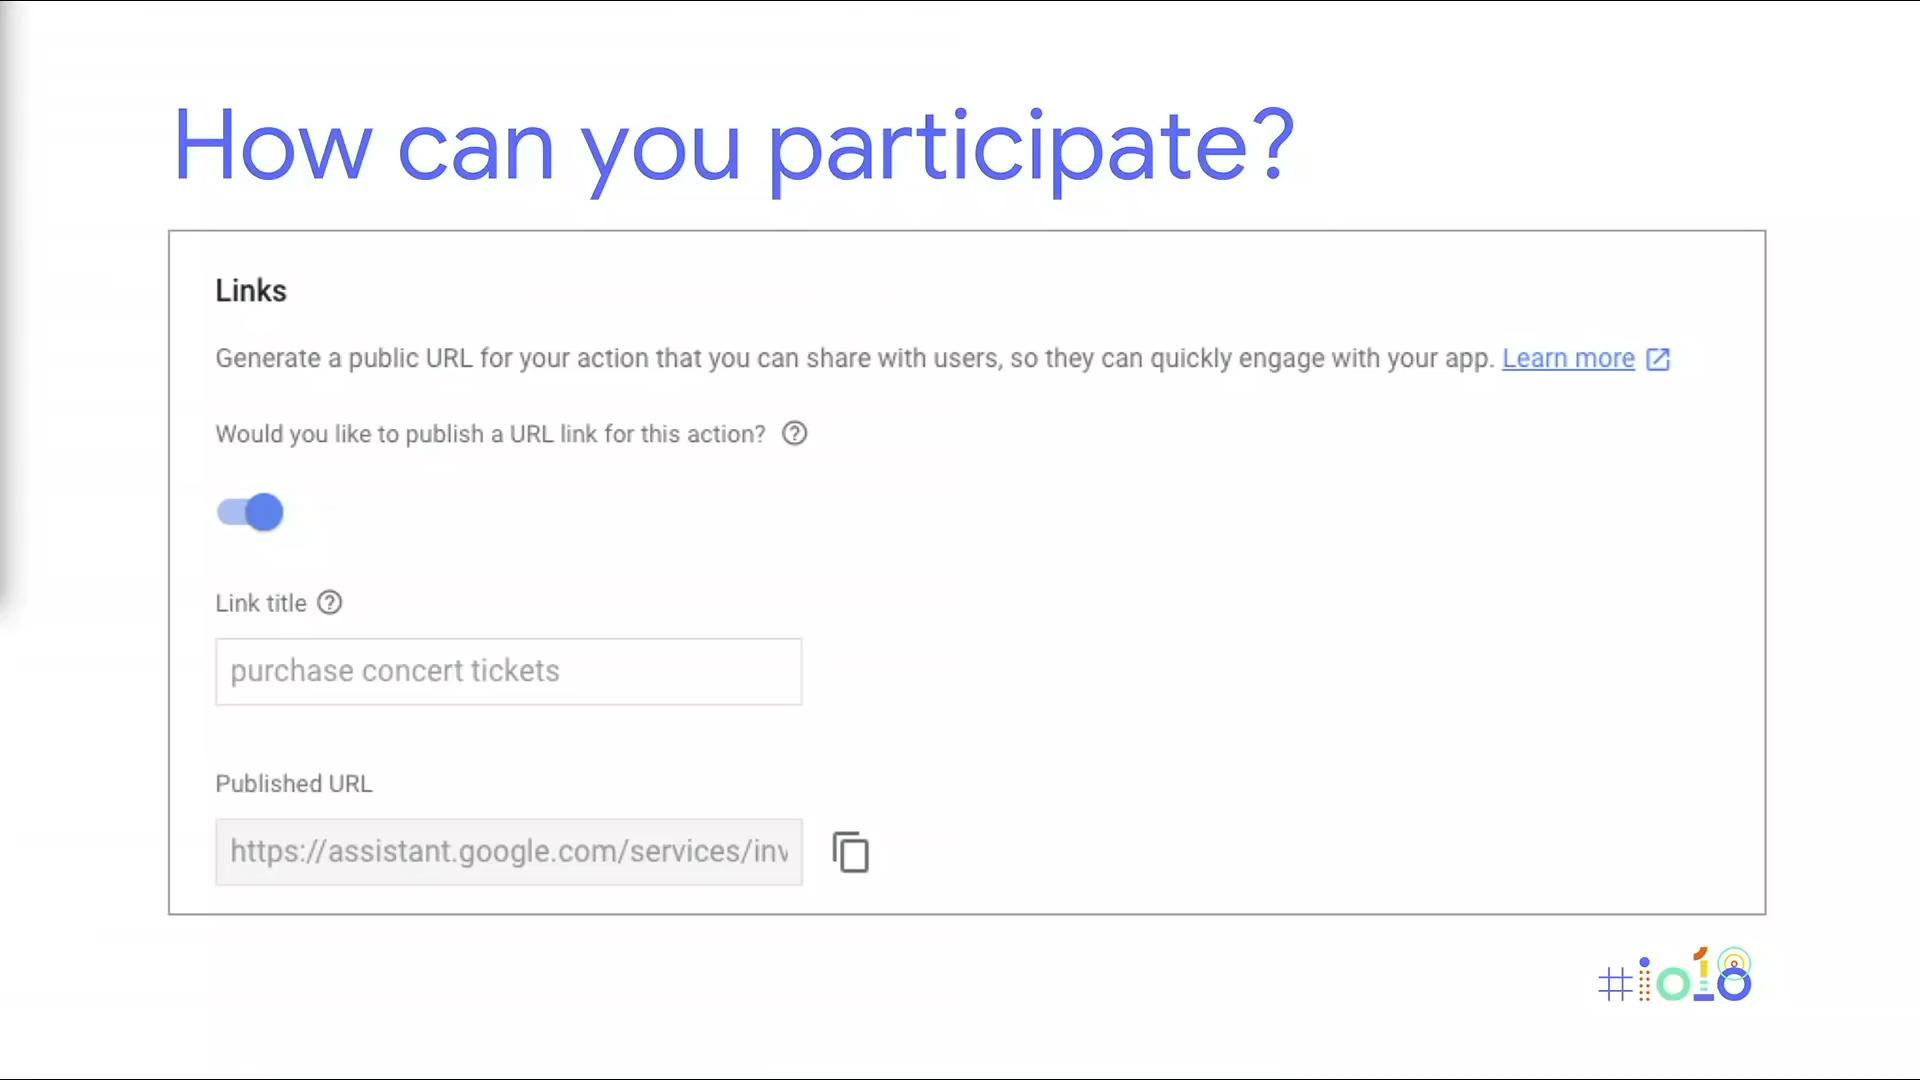 How can you participate?
Links
Generate a public URL for your action that you can share with users, so they can quickly engage with your app. Learn more
Would you like to publish a URL link for this action?
Link title
purchase concert tickets
Published URL
https://assistant.google.com/services/inv
#io18